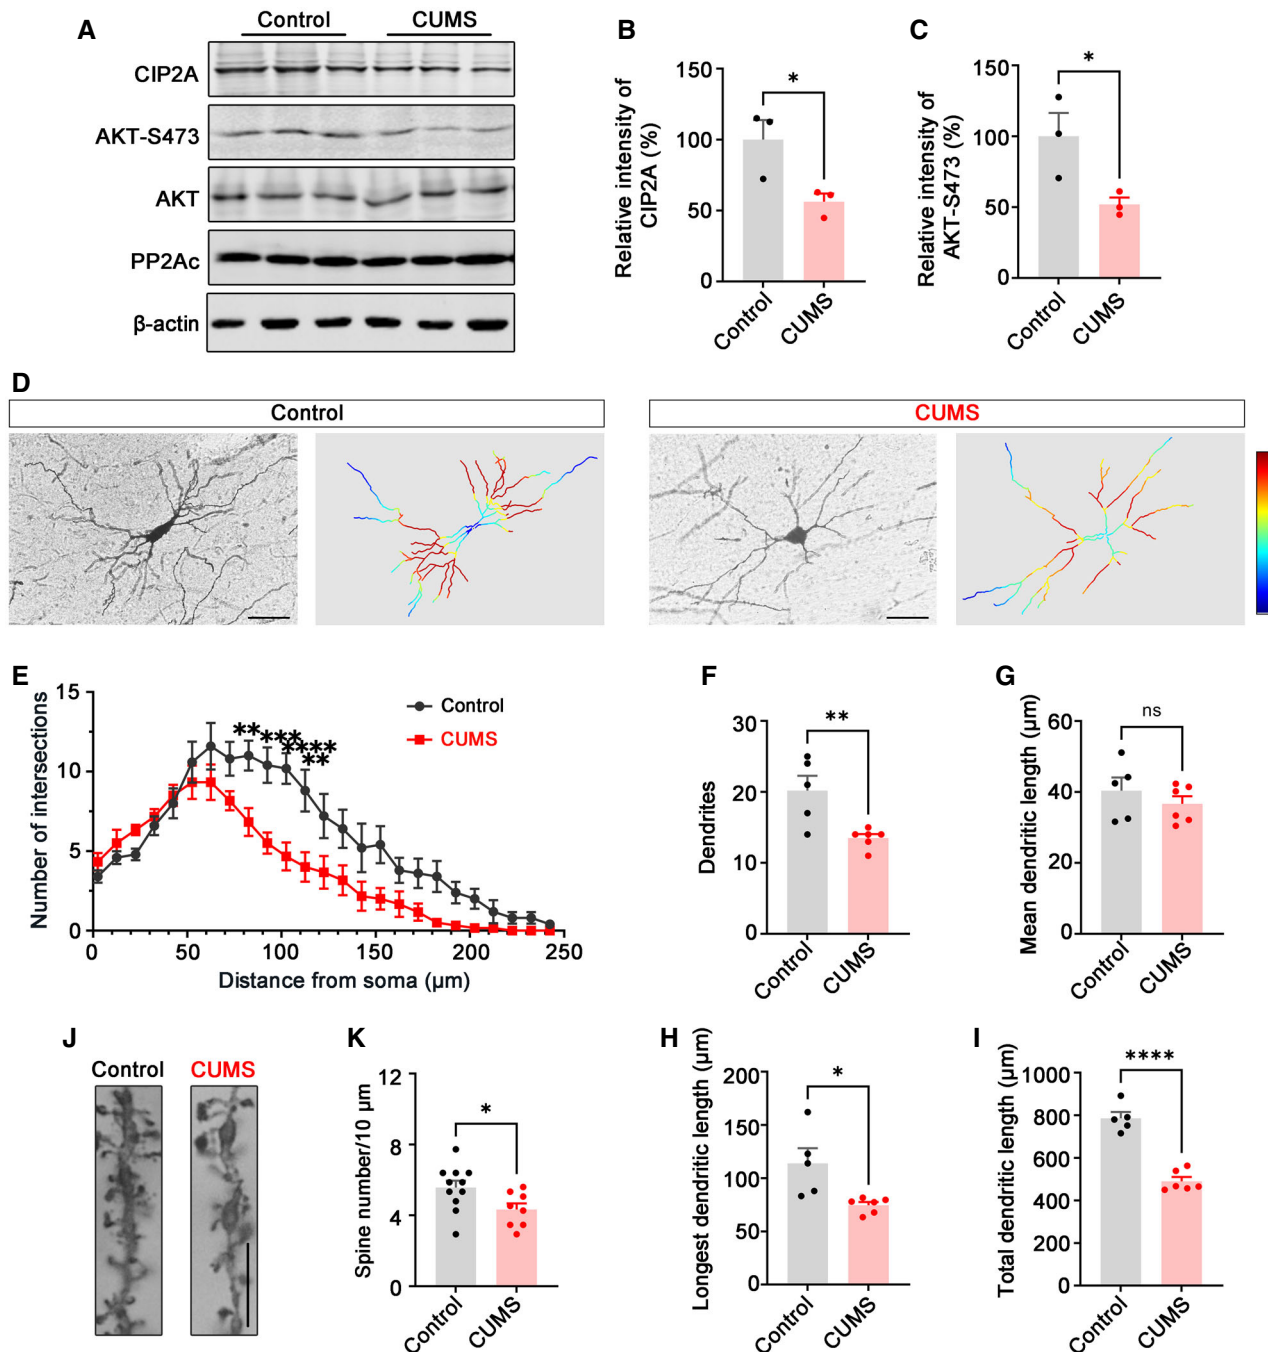 A
Control
CUMS
CIP2A
AKT-S473
AKT
PP2Ac
β-actin
B
Relative intensity of
CIP2A (%)
150
100
50
0
*
Control
CUMS
C
Relative intensity of
AKT-S473 (%)
150
100
50
0
*
Control
CUMS
D
Control
CUMS
E
Number of intersections
15
10
5
0
** *** **** **
Control
CUMS
0 50 100 150 200 250
Distance from soma (μm)
F
Dendrites
30
20
10
0
**
Control
CUMS
G
Mean dendritic length (μm)
60
40
20
0
ns
Control
CUMS
J
Control
CUMS
K
Spine number/10 μm
12
8
4
0
*
Control
CUMS
H
Longest dendritic length (μm)
200
150
100
50
0
*
Control
CUMS
I
Total dendritic length (μm)
1000
800
600
400
200
0
****
Control
CUMS